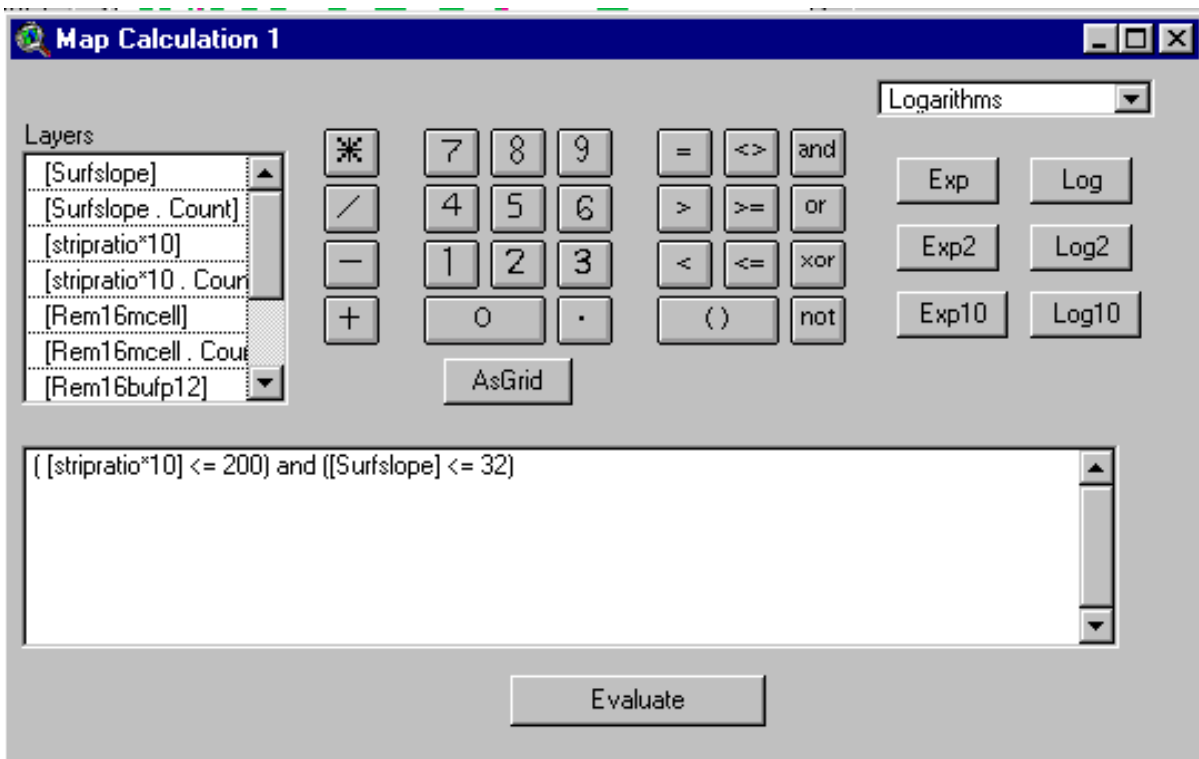 Map Calculation 1
Logarithms
Layers
[Surfslope]
[Surfslope . Count]
[stripratio*10]
[stripratio*10 . Coun
[Rem16mcell]
[Rem16mcell . Cou
[Rem16bufp12]
* 7 8 9 = <> and
/ 4 5 6 > >= or
- 1 2 3 < <= xor
+ 0 . () not
AsGrid
Exp Log
Exp2 Log2
Exp10 Log10
( [stripratio*10] <= 200) and ([Surfslope] <= 32)
Evaluate